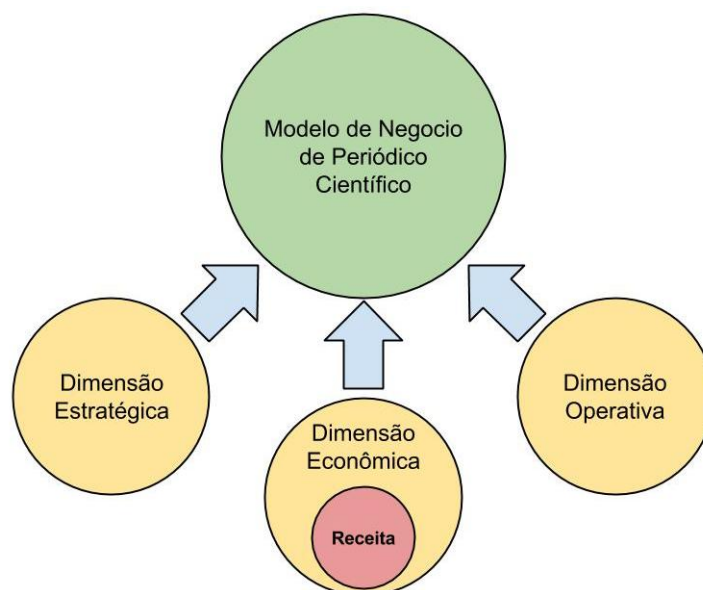 Modelo de Negocio
de Periódico
Científico
Dimensão
Estratégica
Dimensão
Econômica
Receita
Dimensão
Operativa